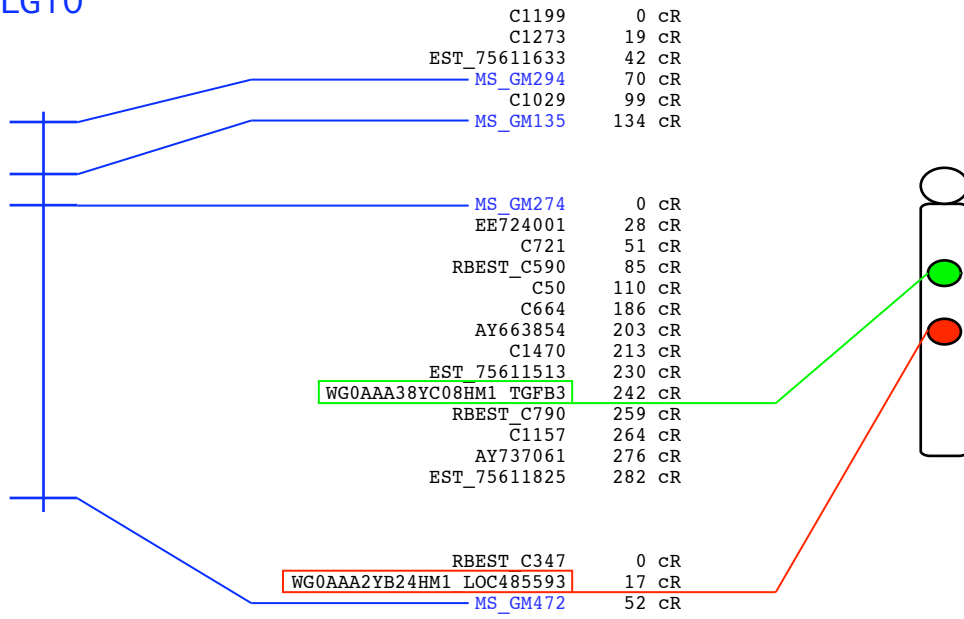 LG10
C1199 0 cR
C1273 19 cR
EST_75611633 42 cR
MS_GM294 70 cR
C1029 99 cR
MS_GM135 134 cR
MS_GM274 0 cR
EE724001 28 cR
C721 51 cR
RBEST_C590 85 cR
C50 110 cR
C664 186 cR
AY663854 203 cR
C1470 213 cR
EST_75611513 230 cR
WG0AAA38YC08HM1_TGFB3 242 cR
RBEST_C790 259 cR
C1157 264 cR
AY737061 276 cR
EST_75611825 282 cR
RBEST_C347 0 cR
WG0AAA2YB24HM1_LOC485593 17 cR
MS_GM472 52 cR